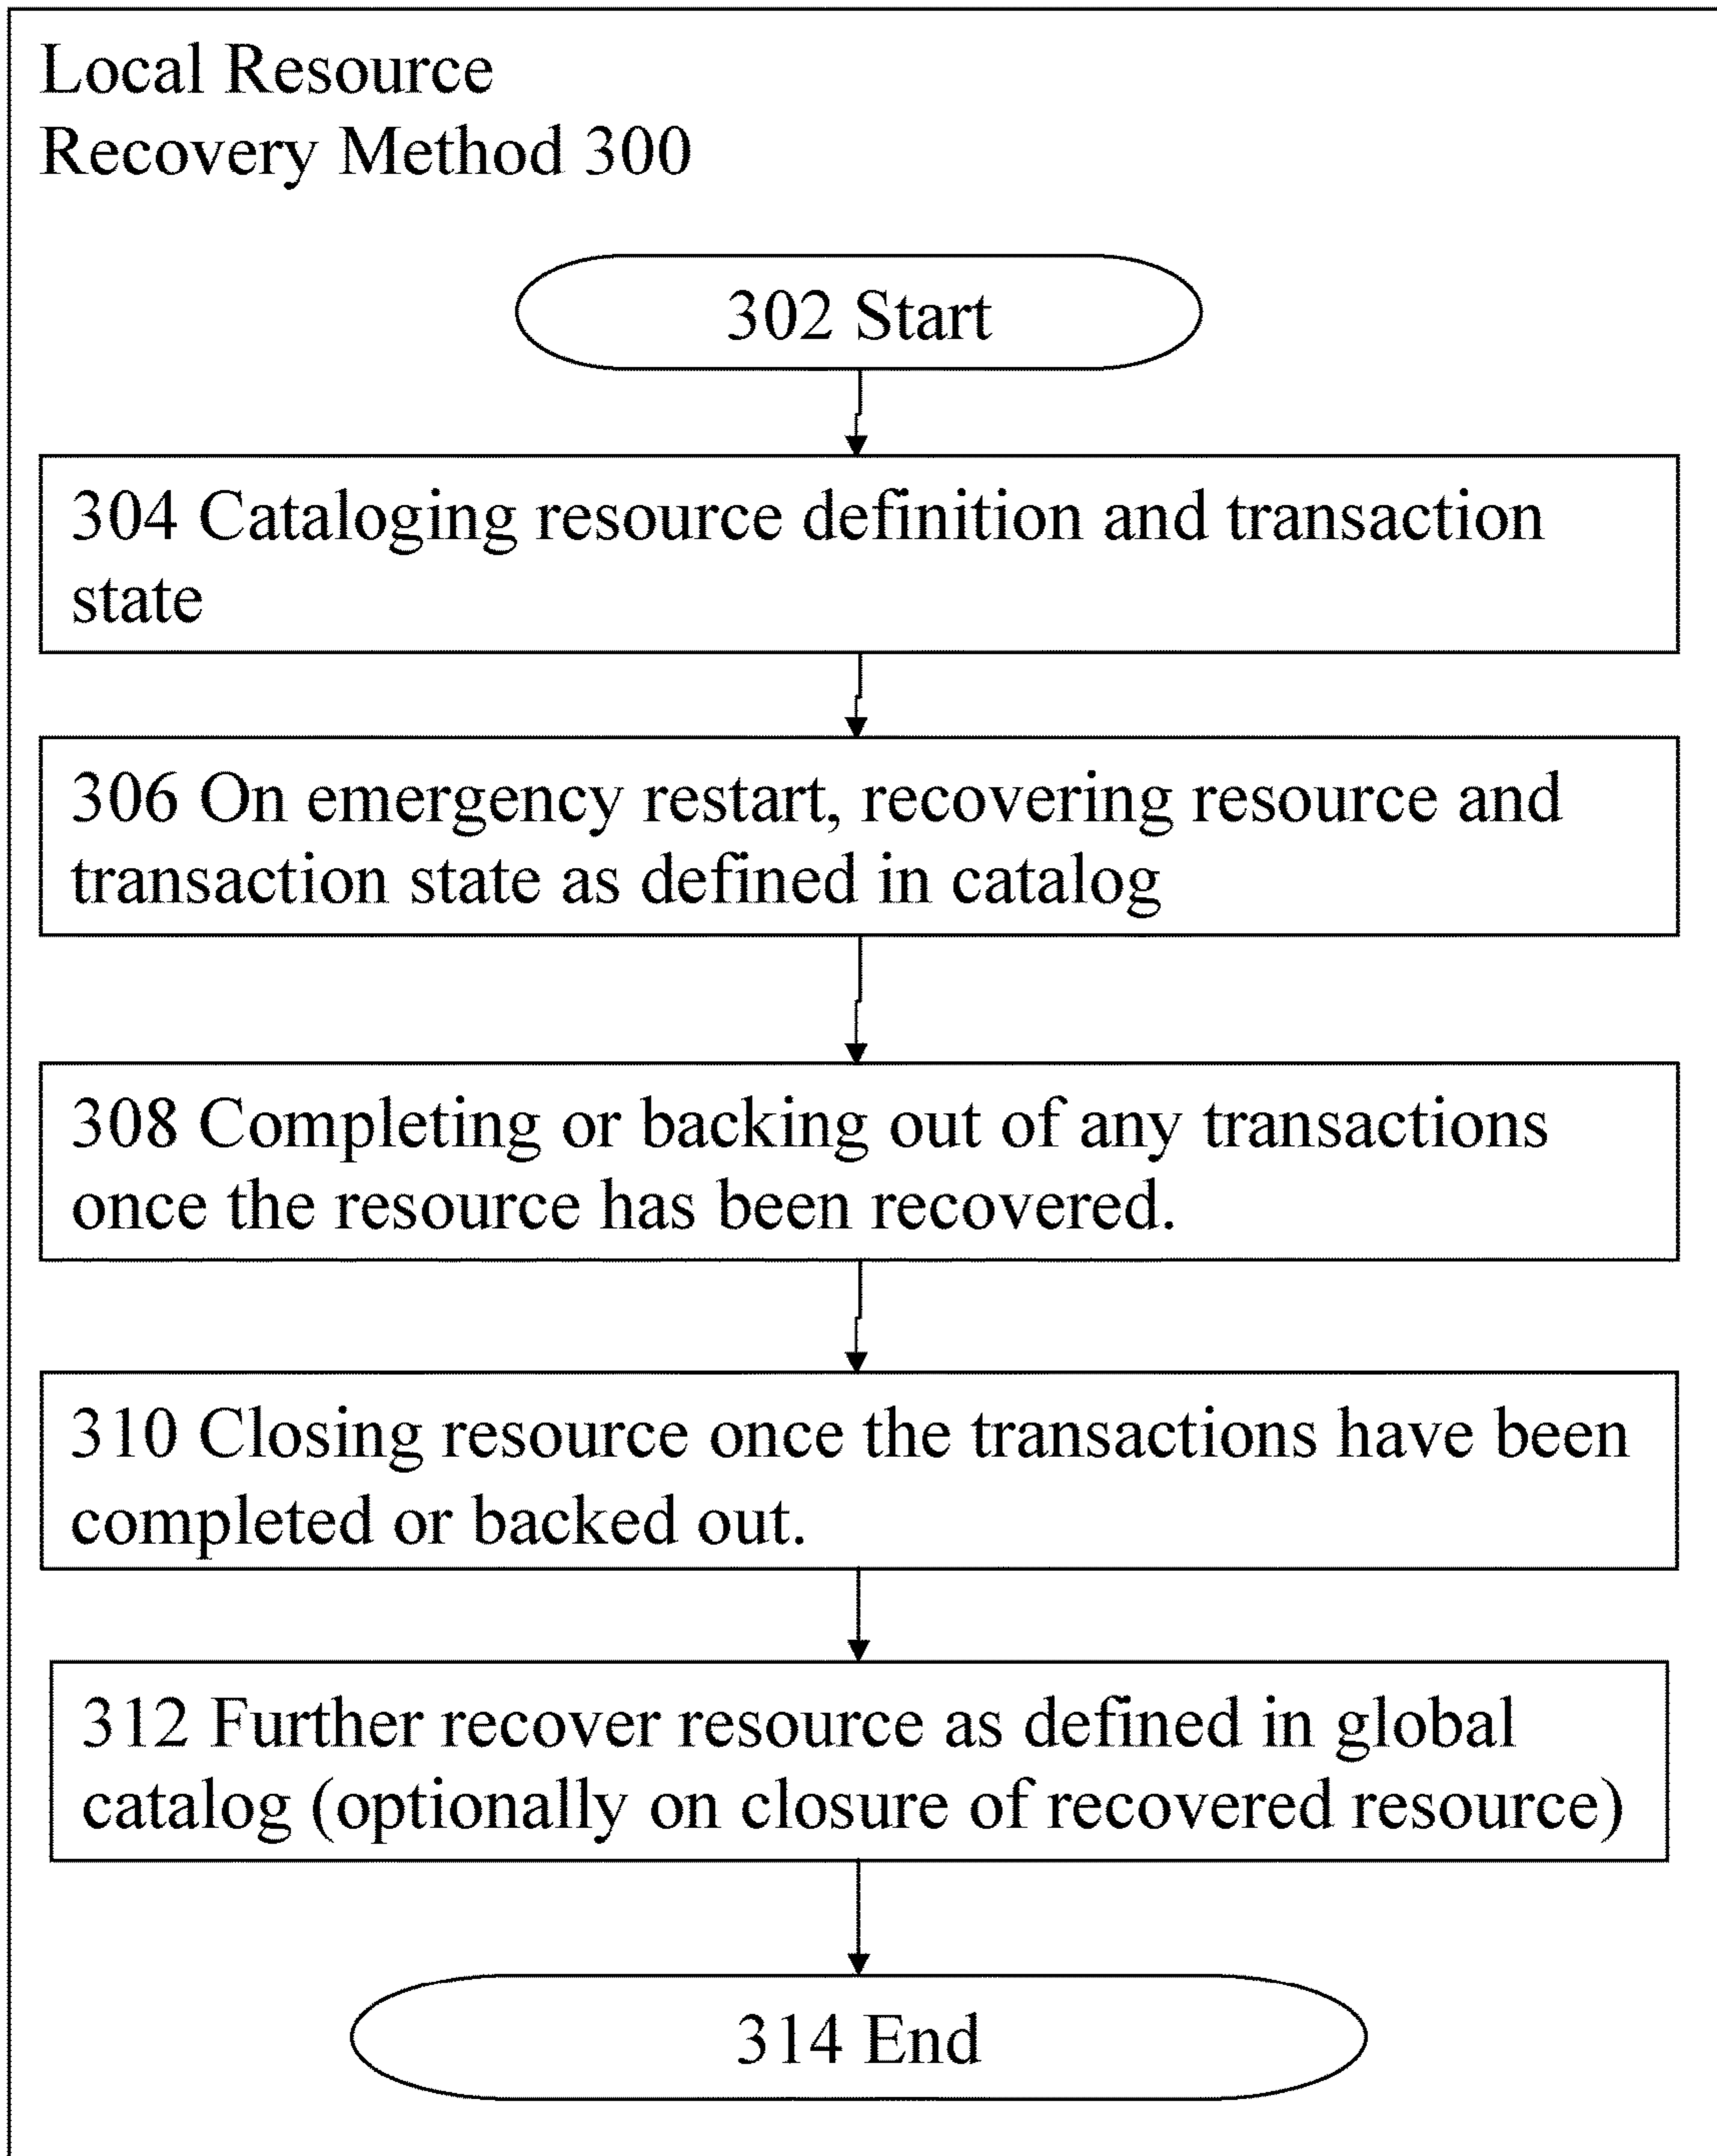 Local Resource
Recovery Method 300
302 Start
304 Cataloging resource definition and transaction
state
306 On emergency restart, recovering resource and
transaction state as defined in catalog
308 Completing or backing out of any transactions
once the resource has been recovered.
310 Closing resource once the transactions have been
completed or backed out.
312 Further recover resource as defined in global
catalog (optionally on closure of recovered resource)
314 End